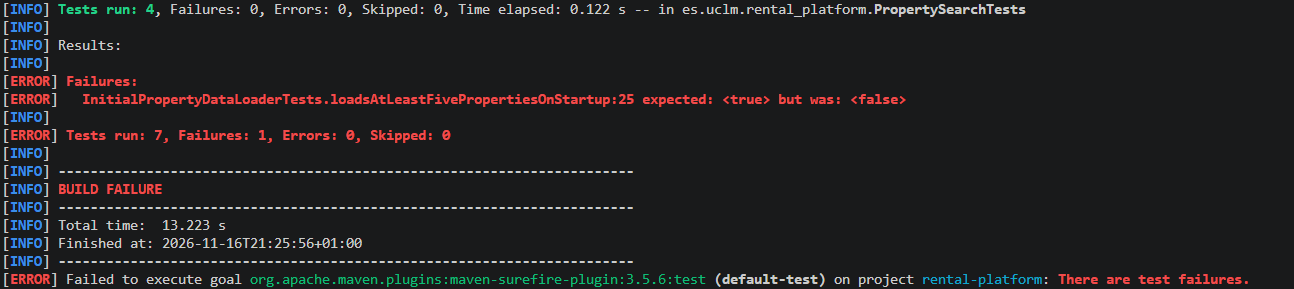 [INFO] Tests run: 4, Failures: 0, Errors: 0, Skipped: 0, Time elapsed: 0.122 s -- in es.uclm.rental_platform.PropertySearchTests
[INFO]
[INFO] Results:
[INFO]
[ERROR] Failures:
[ERROR]   InitialPropertyDataLoaderTests.loadsAtLeastFivePropertiesOnStartup:25 expected: <true> but was: <false>
[INFO]
[ERROR] Tests run: 7, Failures: 1, Errors: 0, Skipped: 0
[INFO]
[INFO] ------------------------------------------------------------------------
[INFO] BUILD FAILURE
[INFO] ------------------------------------------------------------------------
[INFO] Total time:  13.223 s
[INFO] Finished at: 2026-11-16T21:25:56+01:00
[INFO] ------------------------------------------------------------------------
[ERROR] Failed to execute goal org.apache.maven.plugins:maven-surefire-plugin:3.5.6:test (default-test) on project rental-platform: There are test failures.